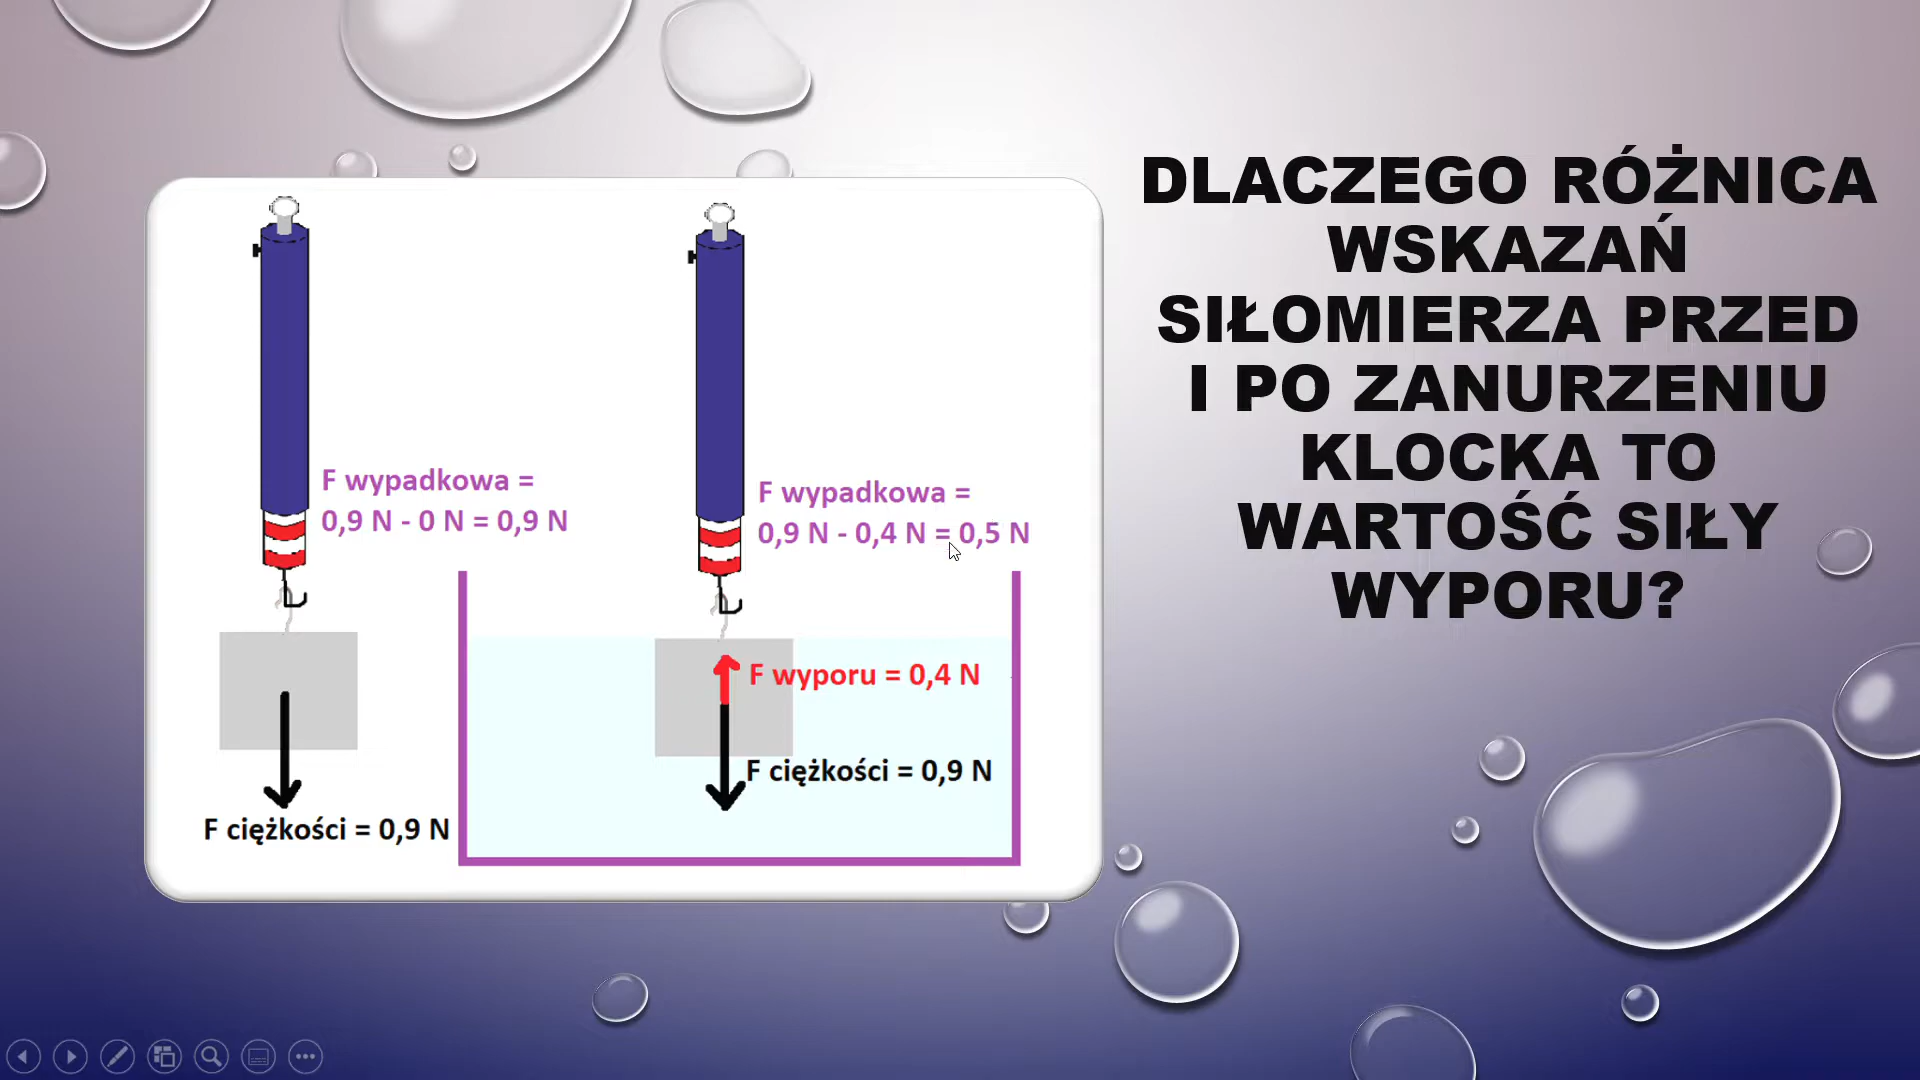 DLACZEGO RÓŻNICA
WSKAZAŃ
SIŁOMIERZA PRZED
I PO ZANURZENIU
KLOCKA TO
WARTOŚĆ SIŁY
WYPORU?
F wypadkowa =
0,9 N - 0 N = 0,9 N
F ciężkości = 0,9 N
F wypadkowa =
0,9 N - 0,4 N = 0,5 N
F wyporu = 0,4 N
F ciężkości = 0,9 N